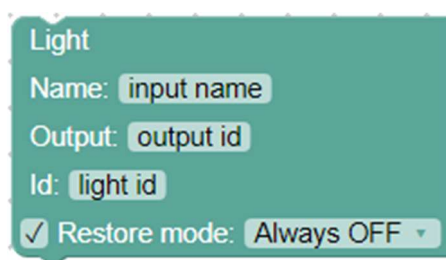 Light
Name: input name
Output: output id
Id: light id
✓ Restore mode: Always OFF ▾